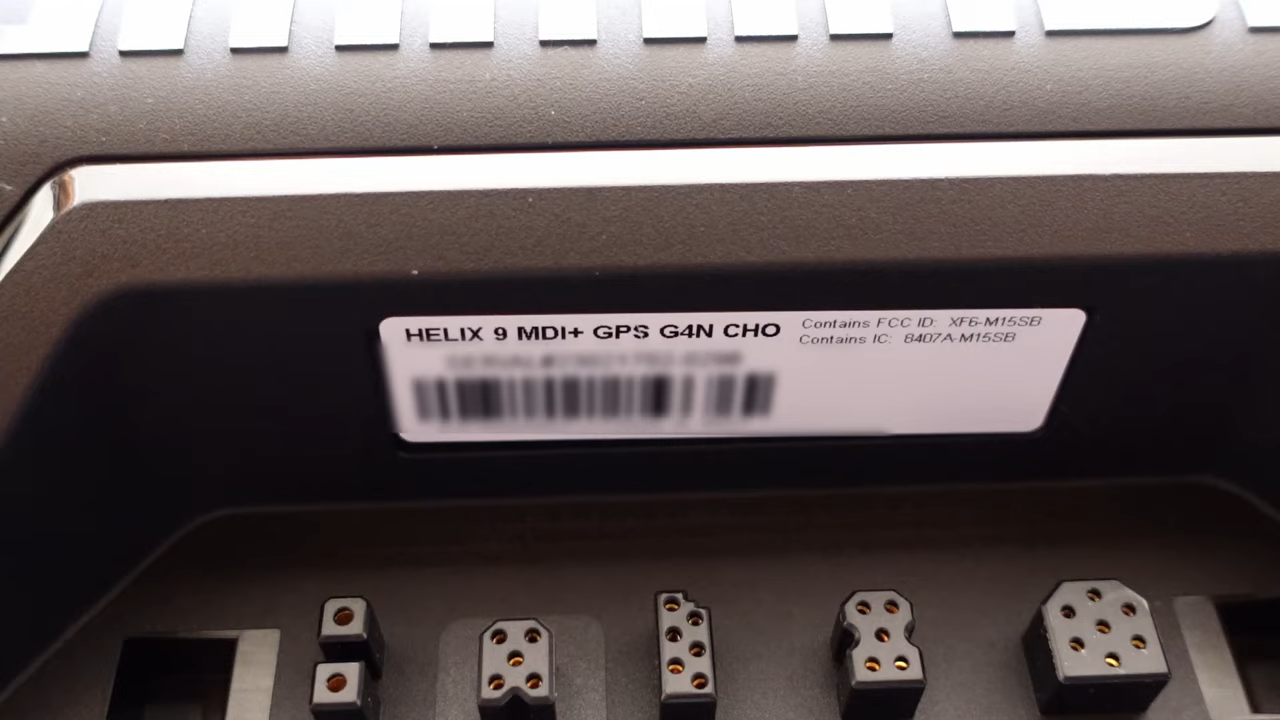 HELIX 9 MDI+ GPS G4N CHO
Contains FCC ID: XF6-M15SB
Contains IC: 8407A-M15SB